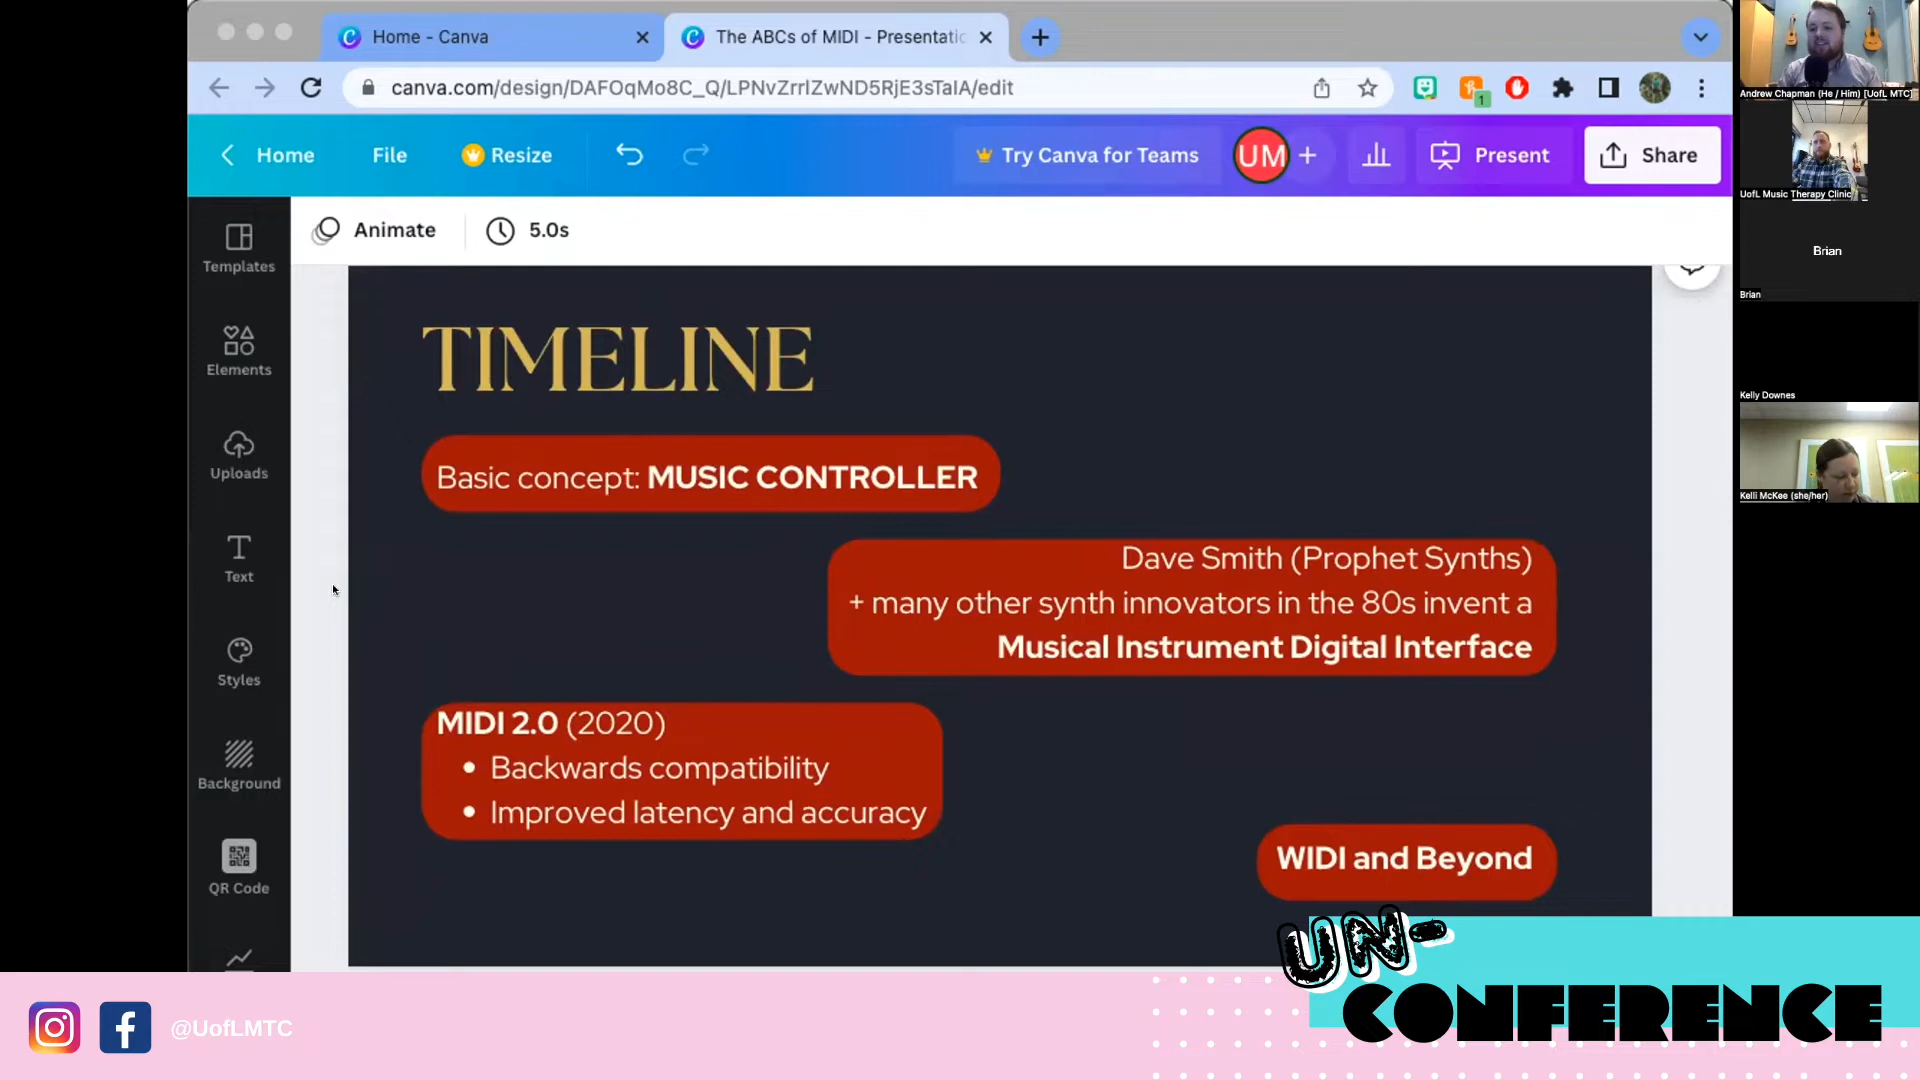 Home - Canva
The ABCs of MIDI - Presentatio
canva.com/design/DAFOqMo8C_Q/LPNvZrrlZwND5RjE3sTaIA/edit
1
Home
File
Resize
Try Canva for Teams
UM
Present
Share
Animate
5.0s
Templates
Elements
Uploads
Text
Styles
Background
QR Code
TIMELINE
Basic concept: MUSIC CONTROLLER
Dave Smith (Prophet Synths)
+ many other synth innovators in the 80s invent a
Musical Instrument Digital Interface
MIDI 2.0 (2020)
• Backwards compatibility
• Improved latency and accuracy
WIDI and Beyond
Andrew Chapman (He / Him) [UofL MTC]
UofL Music Therapy Clinic
Brian
Brian
Kelly Downes
Kelli McKee (she/her)
@UofLMTC
UN-
CONFERENCE